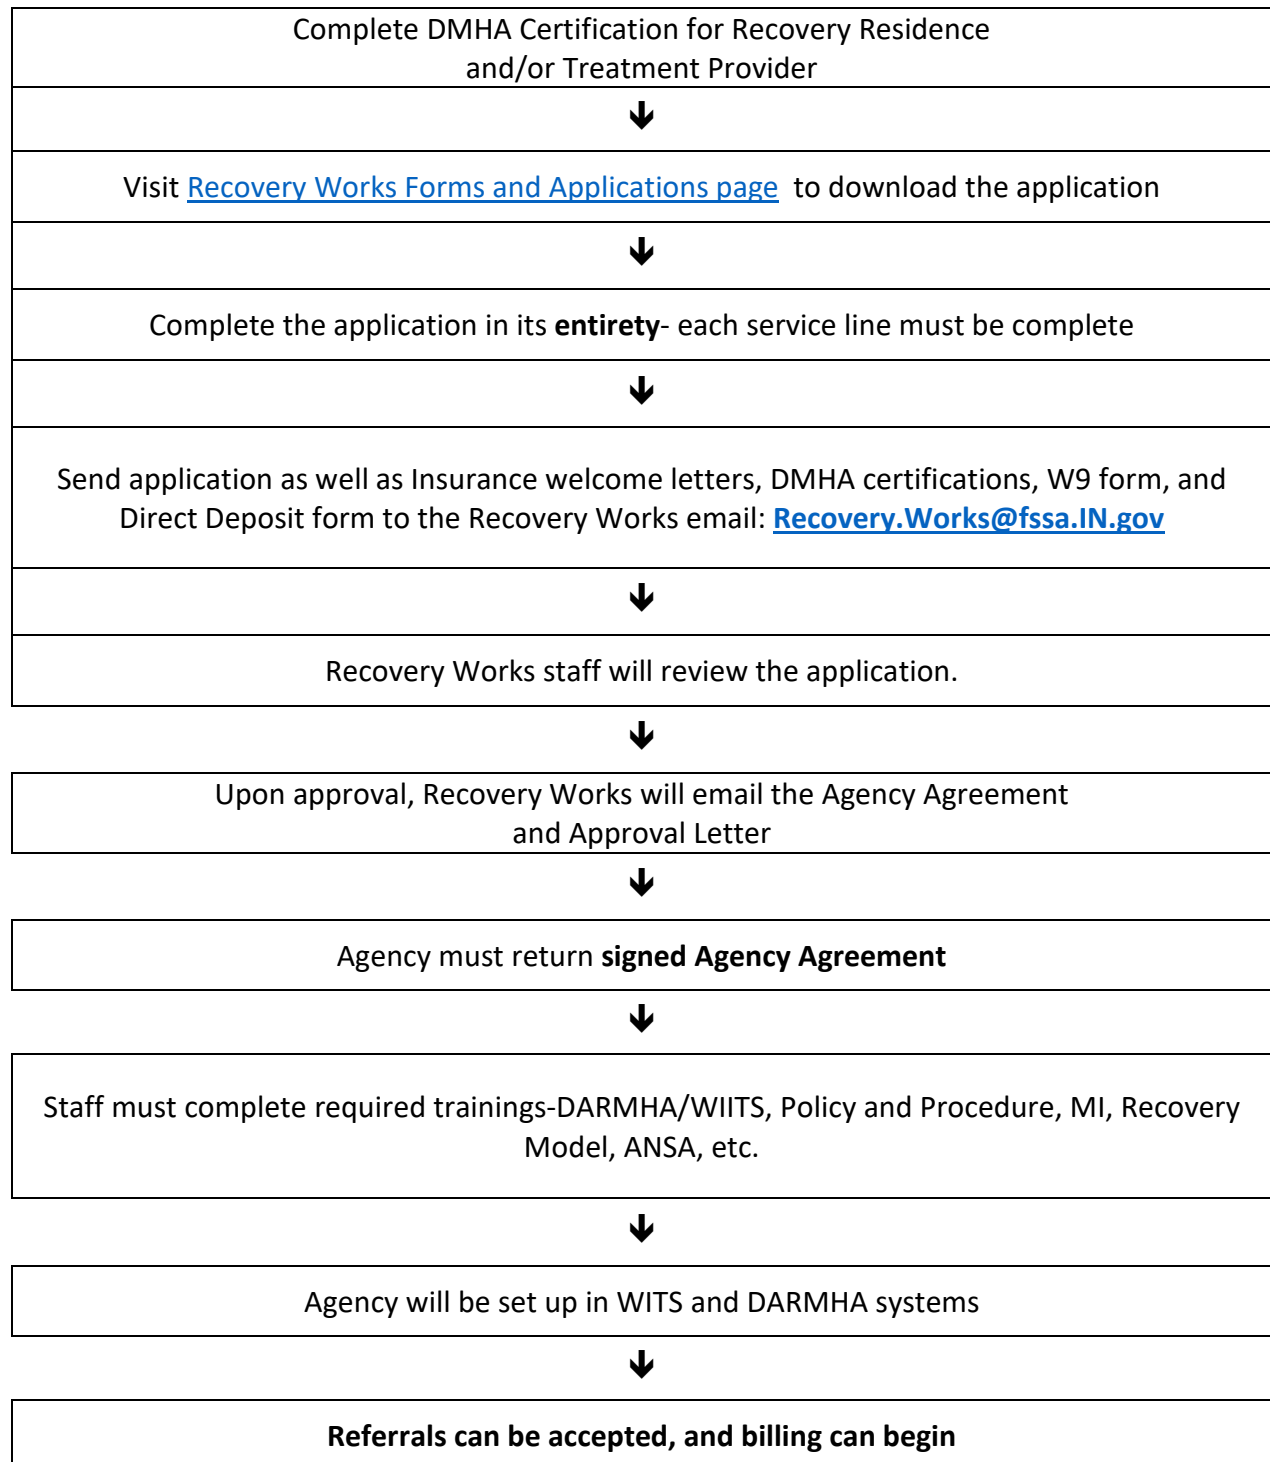 Complete DMHA Certification for Recovery Residence
and/or Treatment Provider
Visit Recovery Works Forms and Applications page to download the application
Complete the application in its entirety- each service line must be complete
Send application as well as Insurance welcome letters, DMHA certifications, W9 form, and
Direct Deposit form to the Recovery Works email: Recovery.Works@fssa.IN.gov
Recovery Works staff will review the application.
Upon approval, Recovery Works will email the Agency Agreement
and Approval Letter
Agency must return signed Agency Agreement
Staff must complete required trainings-DARMHA/WIITS, Policy and Procedure, MI, Recovery
Model, ANSA, etc.
Agency will be set up in WITS and DARMHA systems
Referrals can be accepted, and billing can begin